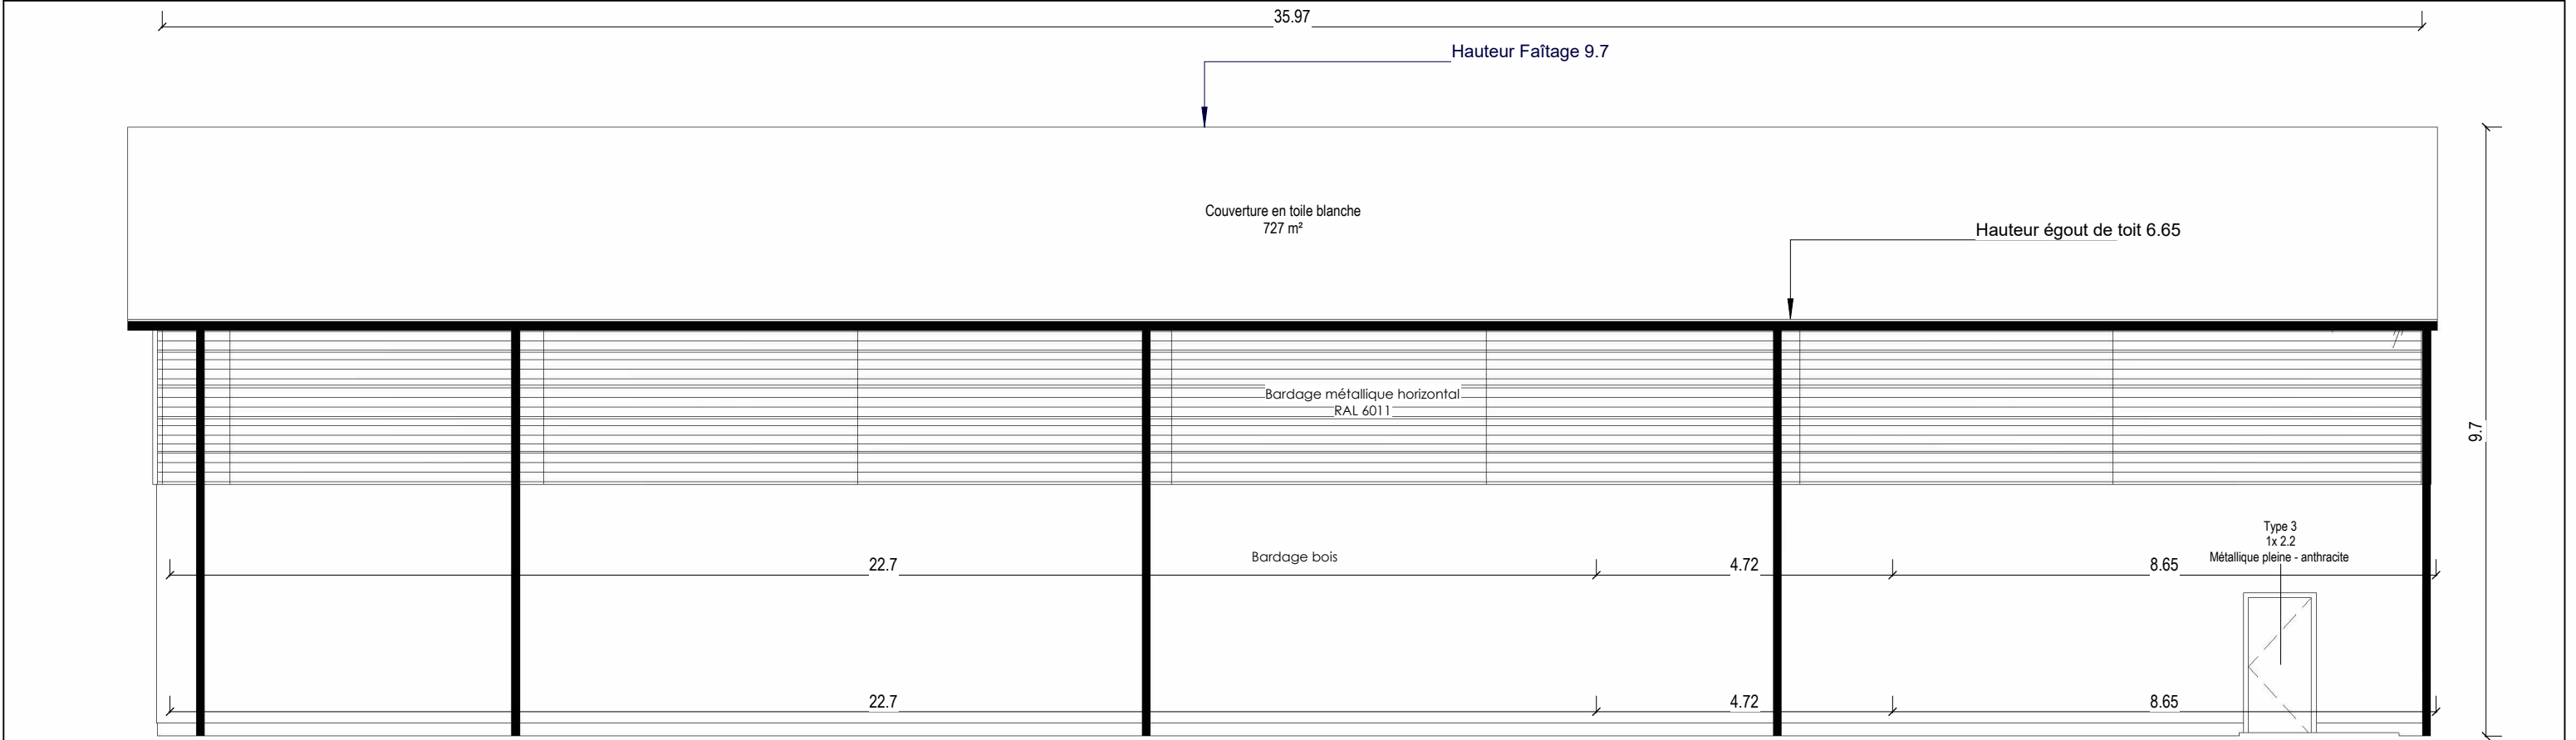 35.97
Hauteur Faîtage 9.7
Couverture en toile blanche
727 m²
Hauteur égout de toit 6.65
Bardage métallique horizontal
RAL 6011
9.7
Type 3
1x 2.2
Métallique pleine - anthracite
Bardage bois
22.7
4.72
8.65
22.7
4.72
8.65